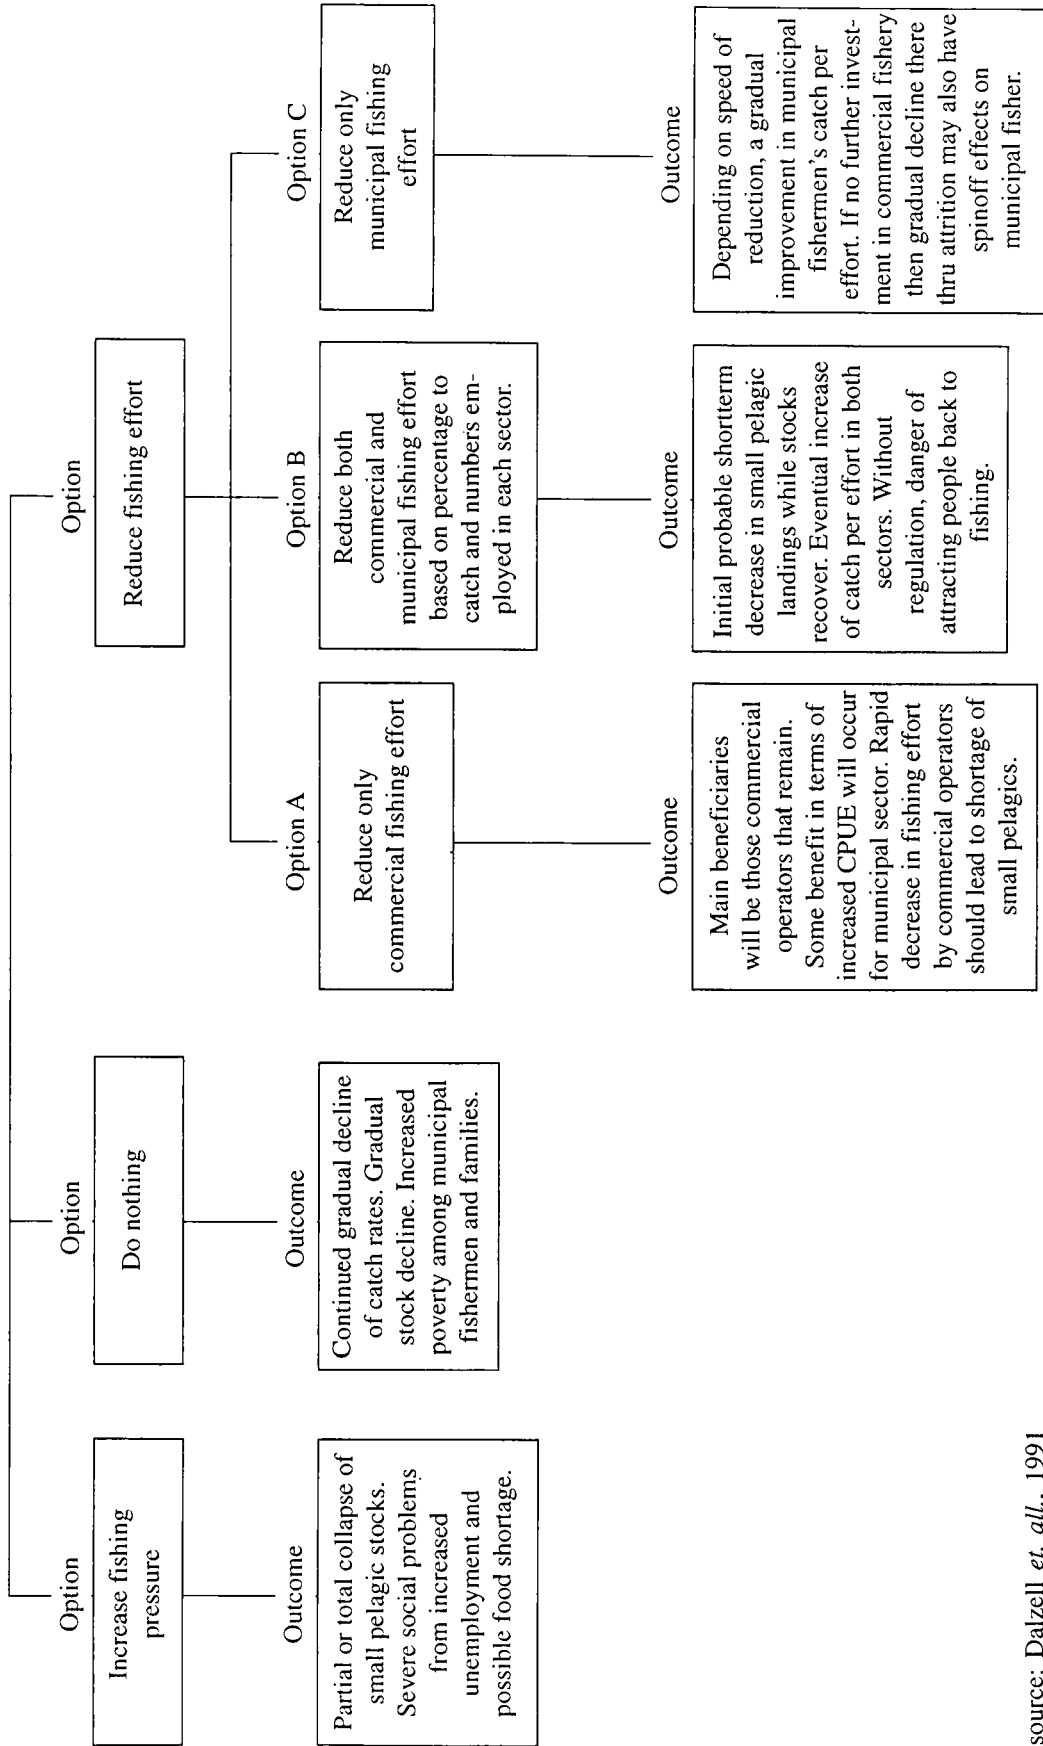 Option
Increase fishing
pressure
Outcome
Partial or total collapse of
small pelagic stocks.
Severe social problems
from increased
unemployment and
possible food shortage.
Option
Do nothing
Outcome
Continued gradual decline
of catch rates. Gradual
stock decline. Increased
poverty among municipal
fishermen and families.
Option
Reduce fishing effort
Option A
Reduce only
commercial fishing effort
Outcome
Main beneficiaries
will be those commercial
operators that remain.
Some benefit in terms of
increased CPUE will occur
for municipal sector. Rapid
decrease in fishing effort
by commercial operators
should lead to shortage of
small pelagics.
Option B
Reduce both
commercial and
municipal fishing effort
based on percentage to
catch and numbers em-
ployed in each sector.
Outcome
Initial probable shortterm
decrease in small pelagic
landings while stocks
recover. Eventual increase
of catch per effort in both
sectors. Without
regulation, danger of
attracting people back to
fishing.
Option C
Reduce only
municipal fishing
effort
Outcome
Depending on speed of
reduction, a gradual
improvement in municipal
fishermen's catch per
effort. If no further invest-
ment in commercial fishery
then gradual decline there
thru attrition may also have
spinoff effects on
municipal fisher.
source: Dalzell et. all., 1991